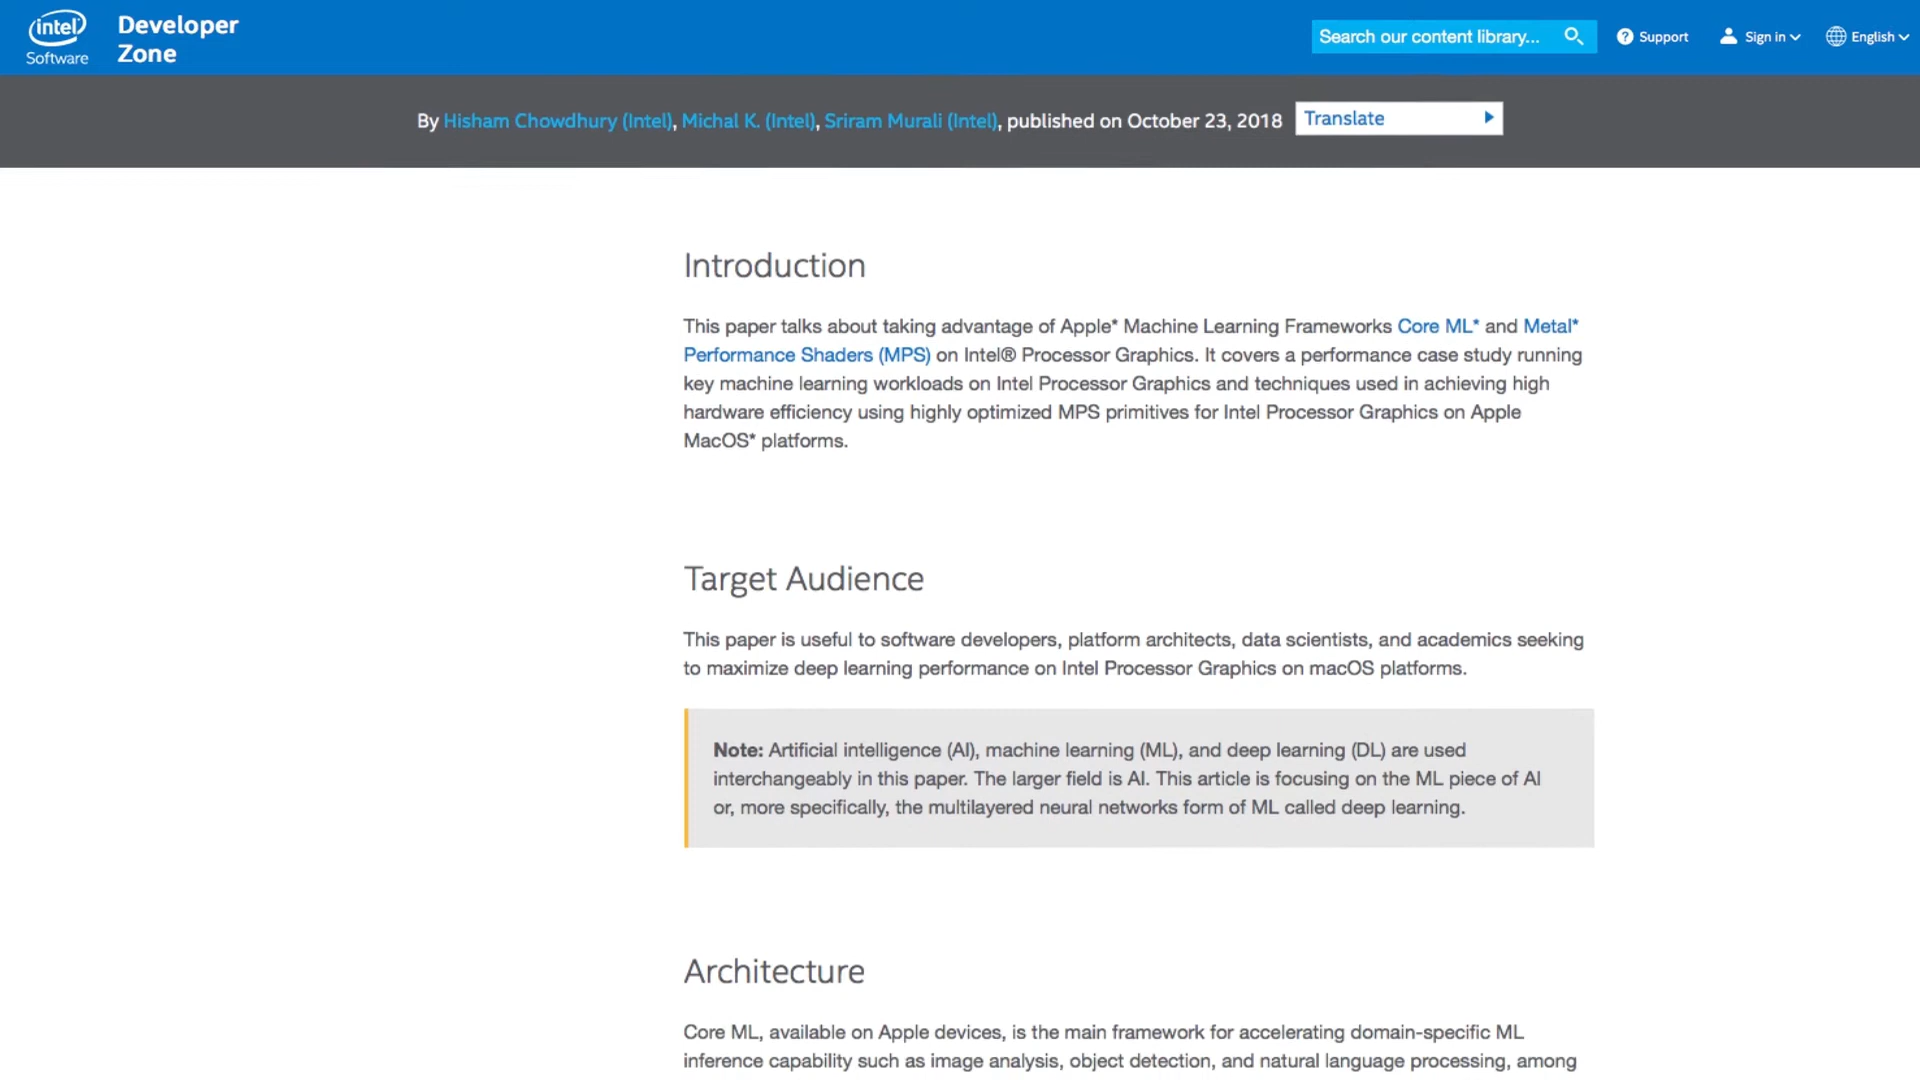 intel
Software
Developer
Zone
Search our content library...
Support
Sign in
English
By Hisham Chowdhury (Intel), Michal K. (Intel), Sriram Murali (Intel), published on October 23, 2018
Translate
Introduction
This paper talks about taking advantage of Apple* Machine Learning Frameworks Core ML* and Metal*
Performance Shaders (MPS) on Intel® Processor Graphics. It covers a performance case study running
key machine learning workloads on Intel Processor Graphics and techniques used in achieving high
hardware efficiency using highly optimized MPS primitives for Intel Processor Graphics on Apple
MacOS* platforms.
Target Audience
This paper is useful to software developers, platform architects, data scientists, and academics seeking
to maximize deep learning performance on Intel Processor Graphics on macOS platforms.
Note: Artificial intelligence (AI), machine learning (ML), and deep learning (DL) are used
interchangeably in this paper. The larger field is AI. This article is focusing on the ML piece of AI
or, more specifically, the multilayered neural networks form of ML called deep learning.
Architecture
Core ML, available on Apple devices, is the main framework for accelerating domain-specific ML
inference capability such as image analysis, object detection, and natural language processing, among